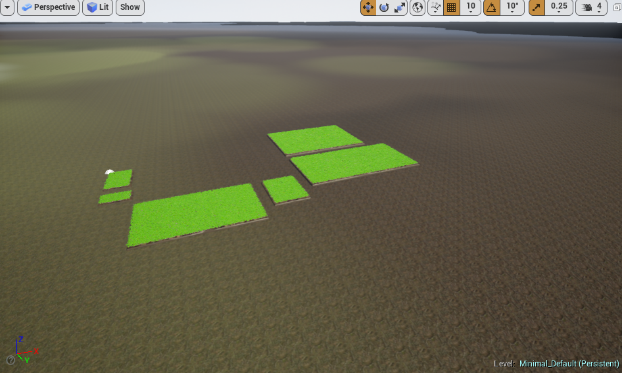 Perspective Lit Show 10 10° 0.25 4
Z
X
Y
Level: Minimal_Default (Persistent)